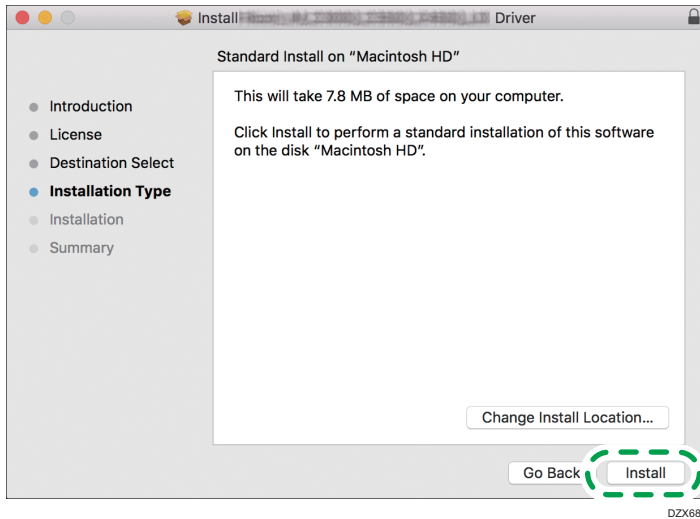 Install Driver
Standard Install on “Macintosh HD”
Introduction
License
Destination Select
Installation Type
Installation
Summary
This will take 7.8 MB of space on your computer.
Click Install to perform a standard installation of this software
on the disk “Macintosh HD”.
Change Install Location...
Go Back
Install
DZX68